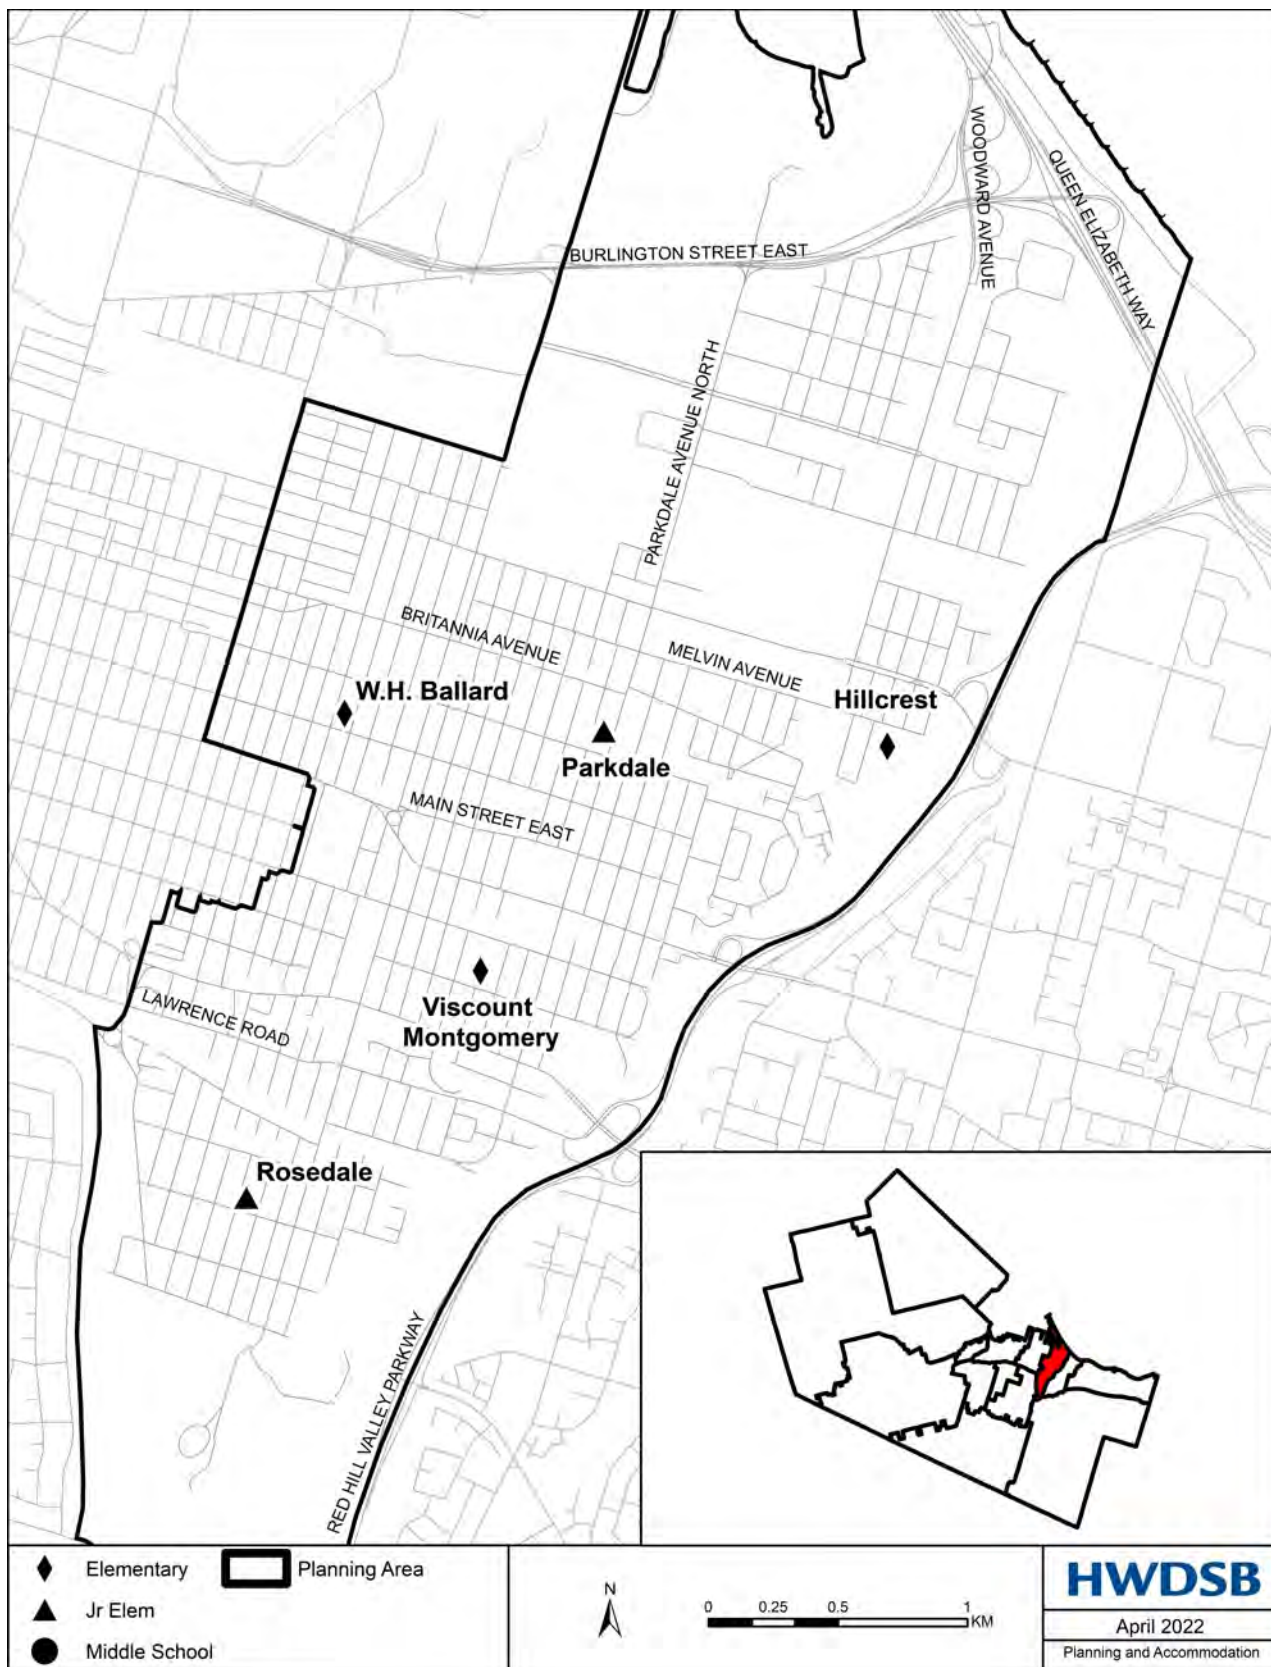 WOODWARD AVENUE
QUEEN ELIZABETH WAY
BURLINGTON STREET EAST
PARKDALE AVENUE NORTH
BRITANNIA AVENUE
MELVIN AVENUE
W.H. Ballard
Hillcrest
Parkdale
MAIN STREET EAST
Viscount
Montgomery
LAWRENCE ROAD
Rosedale
RED HILL VALLEY PARKWAY
Elementary
Planning Area
Jr Elem
Middle School
N
0 0.25 0.5 1
KM
HWDSB
April 2022
Planning and Accommodation